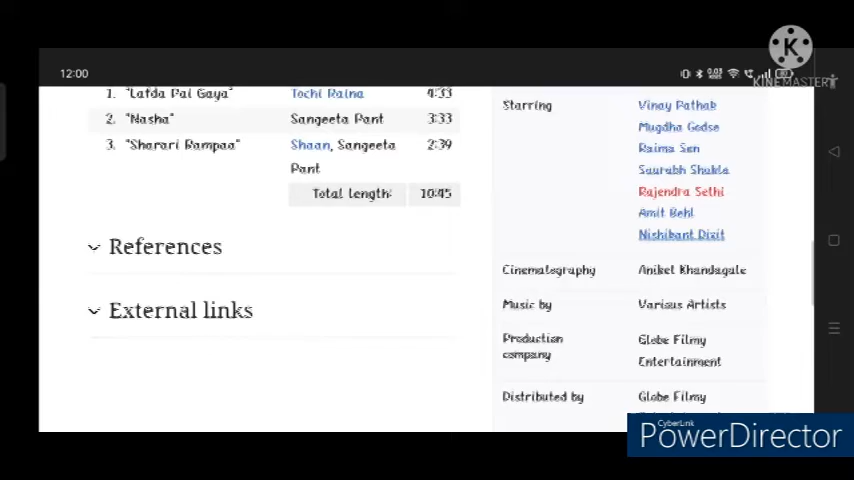 12:00
KINEMASTER
1. "Lafda Pai Gaya" Tochi Raina 4:33
2. "Nasha" Sangeeta Pant 3:33
3. "Sharari Rampaa" Shaan, Sangeeta Pant 2:39
Total length: 10:45
References
External links
Starring
Vinay Pathak
Mugdha Godse
Raima Sen
Saurabh Shukla
Rajendra Sethi
Amit Behl
Nishikant Dixit
Cinematography Aniket Khandagale
Music by Various Artists
Production company
Globe Filmy
Entertainment
Distributed by Globe Filmy
CyberLink
PowerDirector